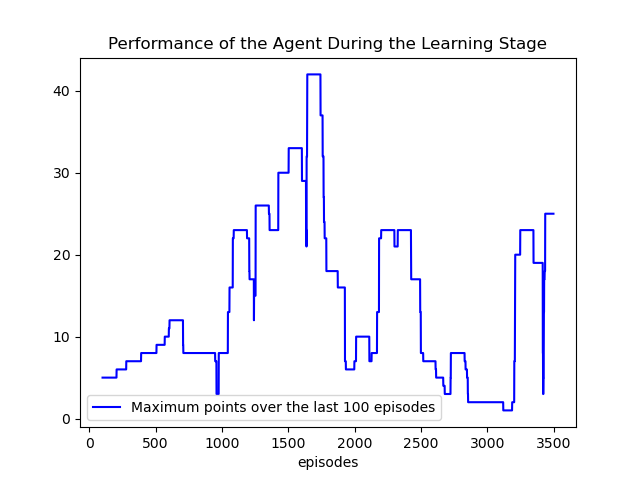 Performance of the Agent During the Learning Stage
40
30
20
10
0
Maximum points over the last 100 episodes
0 500 1000 1500 2000 2500 3000 3500
episodes